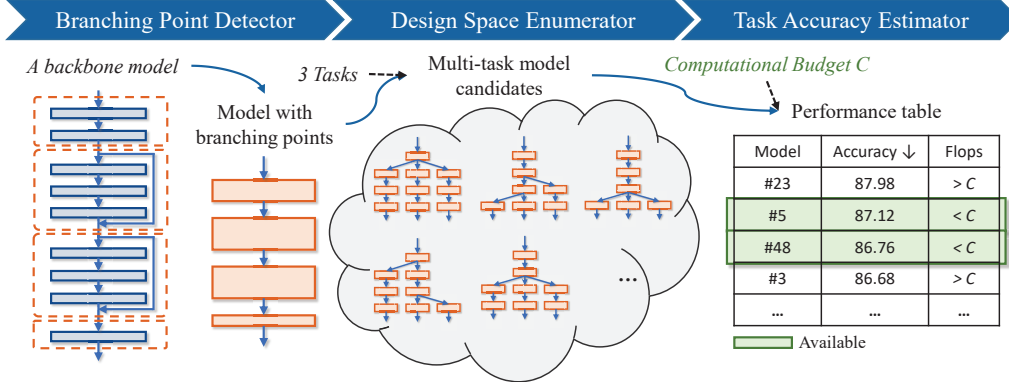 Branching Point Detector
Design Space Enumerator
Task Accuracy Estimator
A backbone model
Model with
branching points
3 Tasks
Multi-task model
candidates
...
Computational Budget C
Performance table
Model Accuracy ↓ Flops
#23 87.98 > C
#5 87.12 < C
#48 86.76 < C
#3 86.68 > C
... ... ...
Available